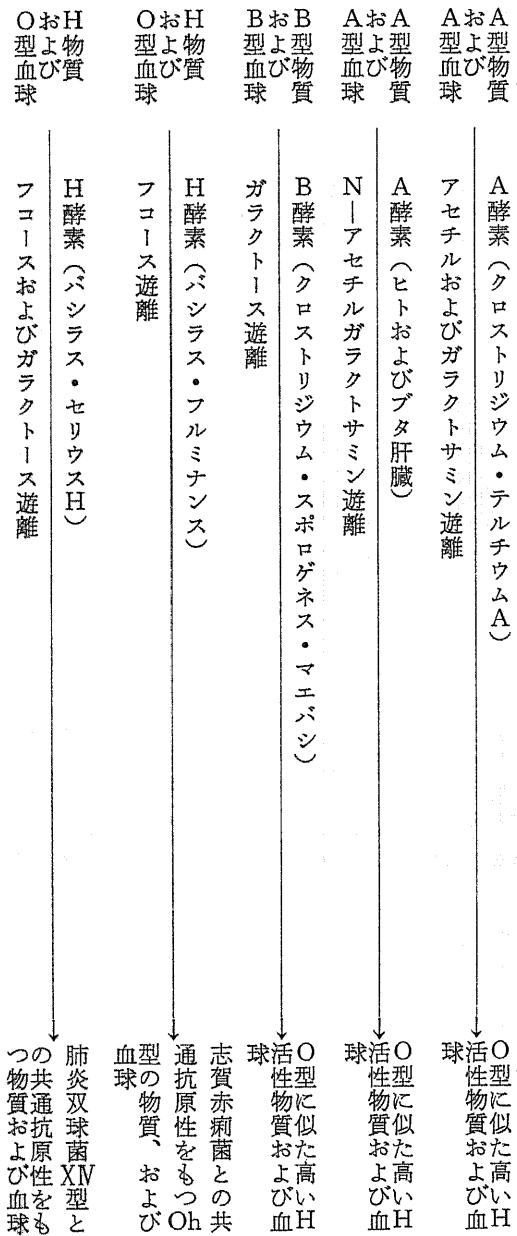 A型物質
および
A型血球
A酵素（クロストリジウム・テルチウムA）
アセチルおよびガラクトサミン遊離
O型に似た高いH
活性物質および血
球
A型物質
および
A型血球
A酵素（ヒトおよびブタ肝臓）
N—アセチルガラクトサミン遊離
O型に似た高いH
活性物質および血
球
B型物質
および
B型血球
B酵素（クロストリジウム・スポロゲネス・マエバシ）
ガラクトース遊離
O型に似た高いH
活性物質および血
球
H物質
および
O型血球
H酵素（バシラス・フルミナンス）
フコース遊離
志賀赤痢菌との共
通抗原性をもつOh
型の物質、および
血球
H物質
および
O型血球
H酵素（バシラス・セリウスH）
フコースおよびガラクトース遊離
肺炎双球菌XIV型と
の共通抗原性をも
つ物質および血球